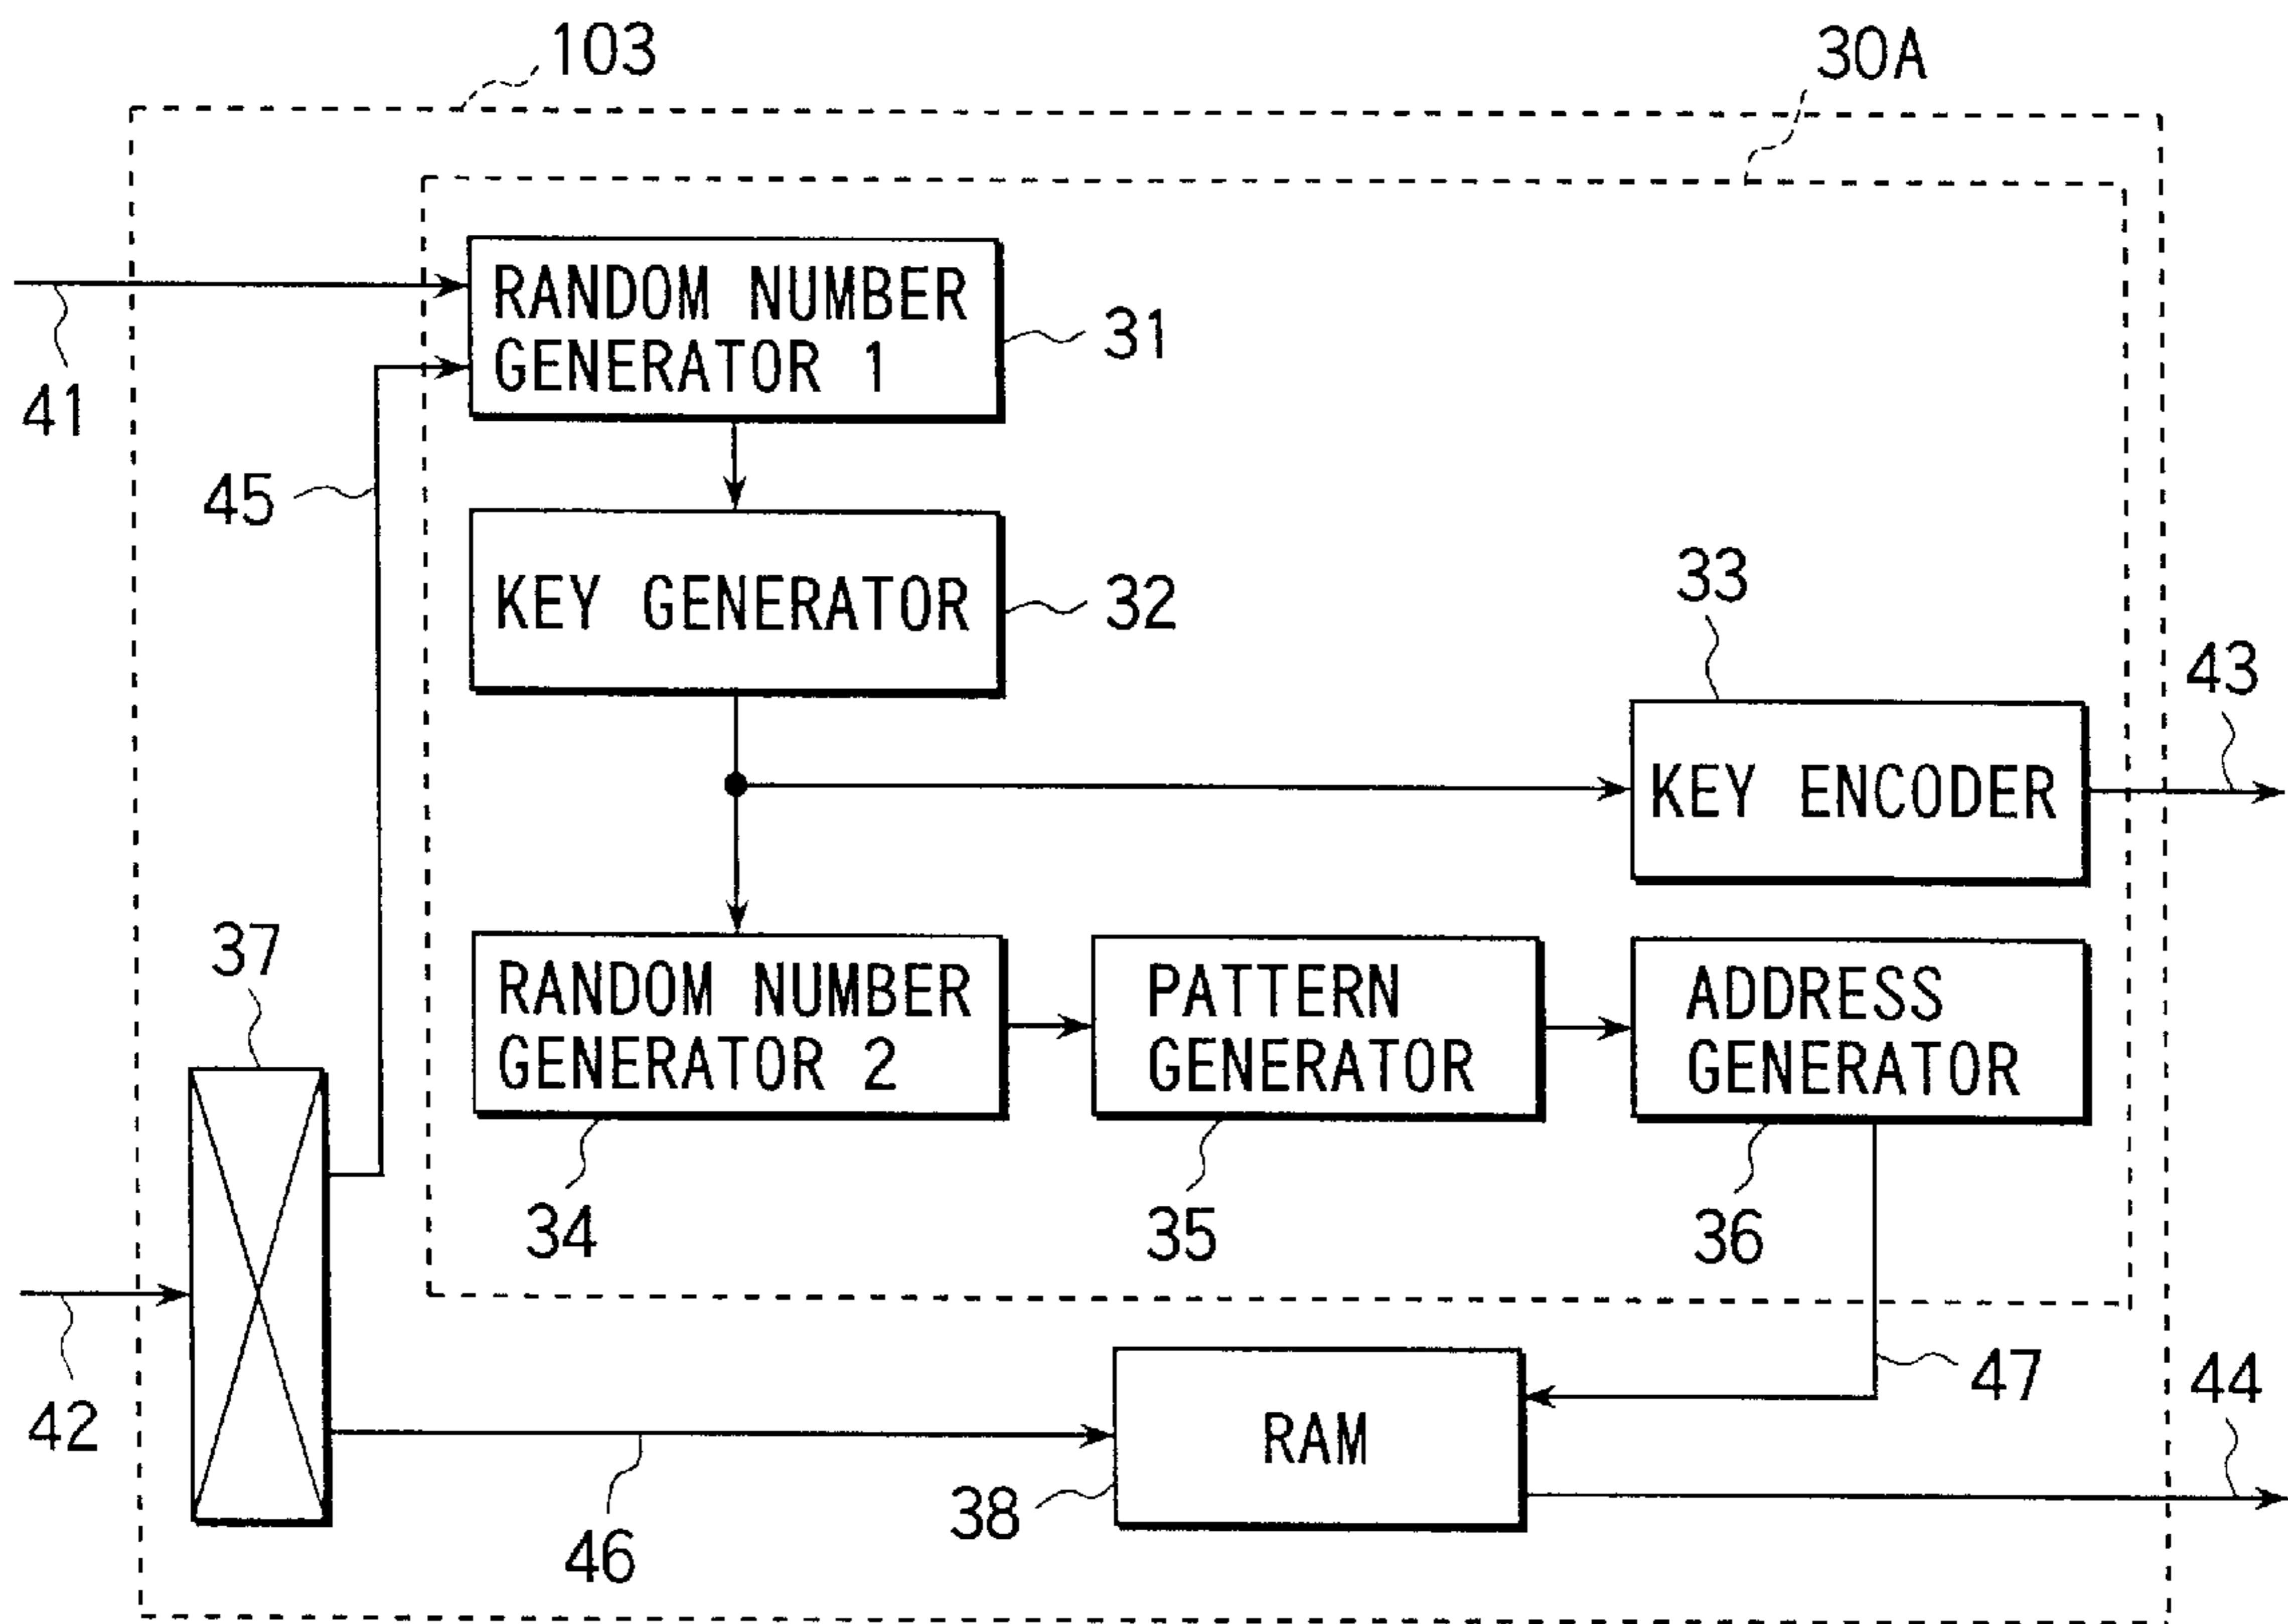 103
30A
RANDOM NUMBER
GENERATOR 1
31
41
45
KEY GENERATOR
32
33
43
KEY ENCODER
37
RANDOM NUMBER
GENERATOR 2
PATTERN
GENERATOR
ADDRESS
GENERATOR
34
35
36
42
RAM
47
44
38
46